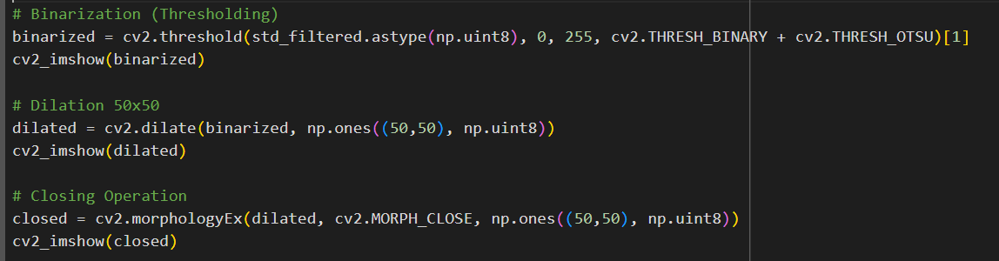 # Binarization (Thresholding)
binarized = cv2.threshold(std_filtered.astype(np.uint8), 0, 255, cv2.THRESH_BINARY + cv2.THRESH_OTSU)[1]
cv2_imshow(binarized)
# Dilation 50x50
dilated = cv2.dilate(binarized, np.ones((50,50), np.uint8))
cv2_imshow(dilated)
# Closing Operation
closed = cv2.morphologyEx(dilated, cv2.MORPH_CLOSE, np.ones((50,50), np.uint8))
cv2_imshow(closed)